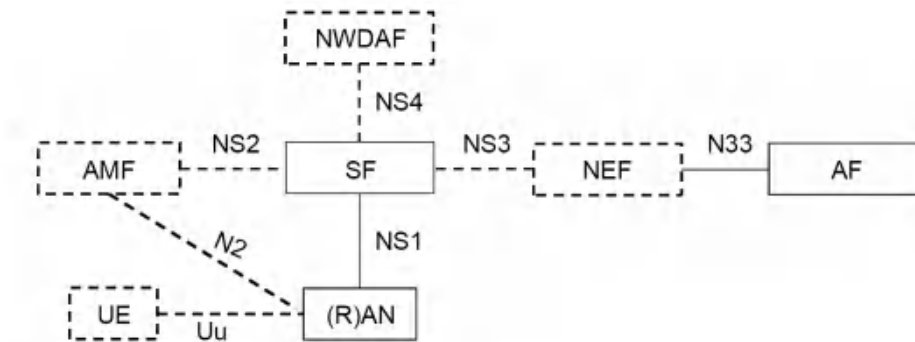 NWDAF
NS4
NS2
NS3
N33
AMF
SF
NEF
AF
N2
NS1
UE
Uu
(R)AN